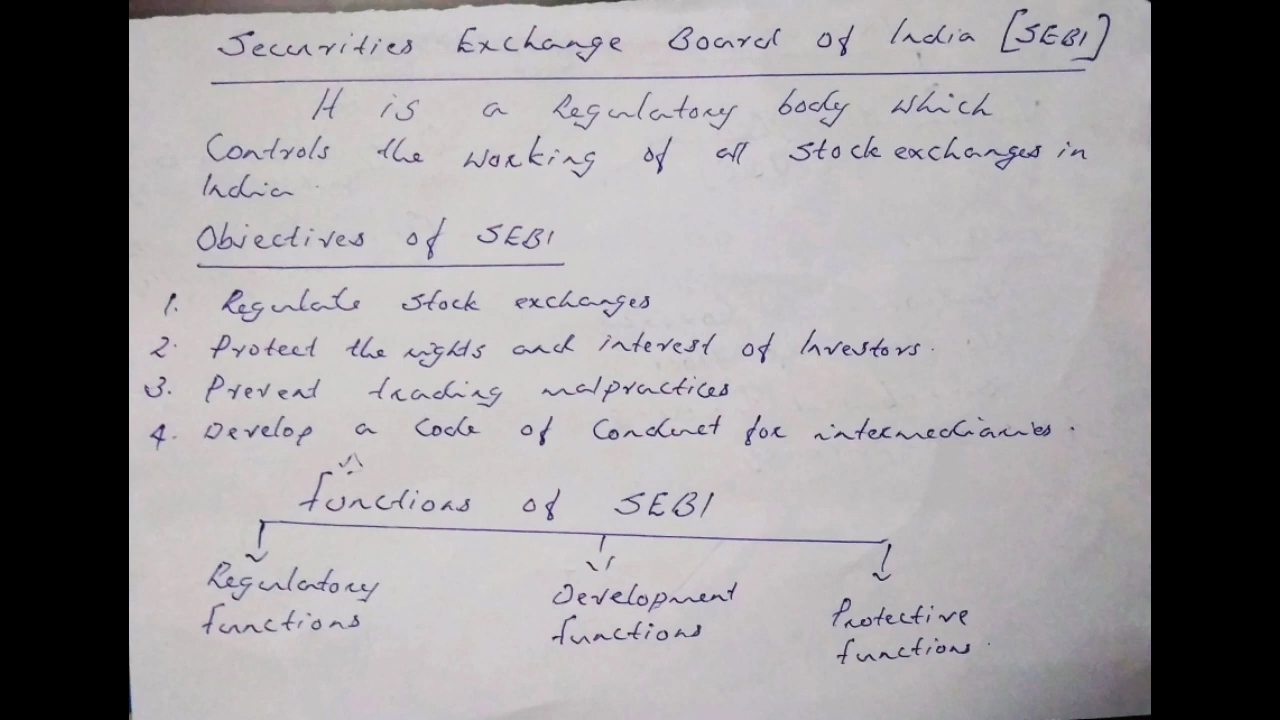 Securities Exchange Board of India [SEBI]
It is a Regulatory body which
Controls the working of all stock exchanges in
India.
Objectives of SEBI
1. Regulate stock exchanges
2. Protect the rights and interest of Investors.
3. Prevent trading malpractices
4. Develop a Code of Conduct for intermediaries.
functions of SEBI
Regulatory
functions
Development
functions
Protective
functions.